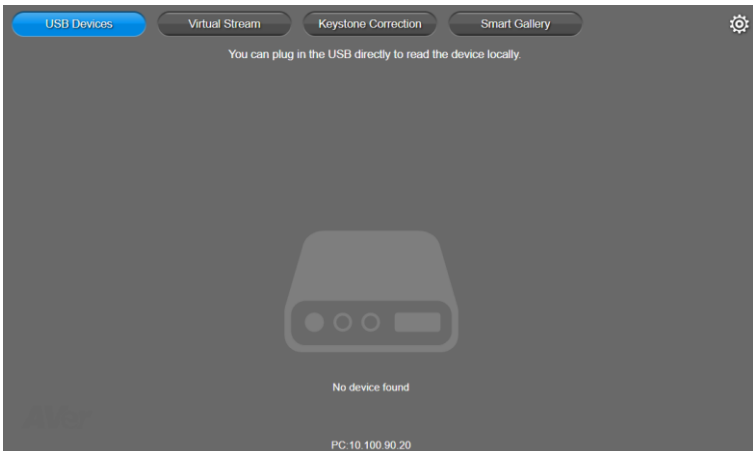 USB Devices
Virtual Stream
Keystone Correction
Smart Gallery
You can plug in the USB directly to read the device locally.
No device found
PC:10.100.90.20